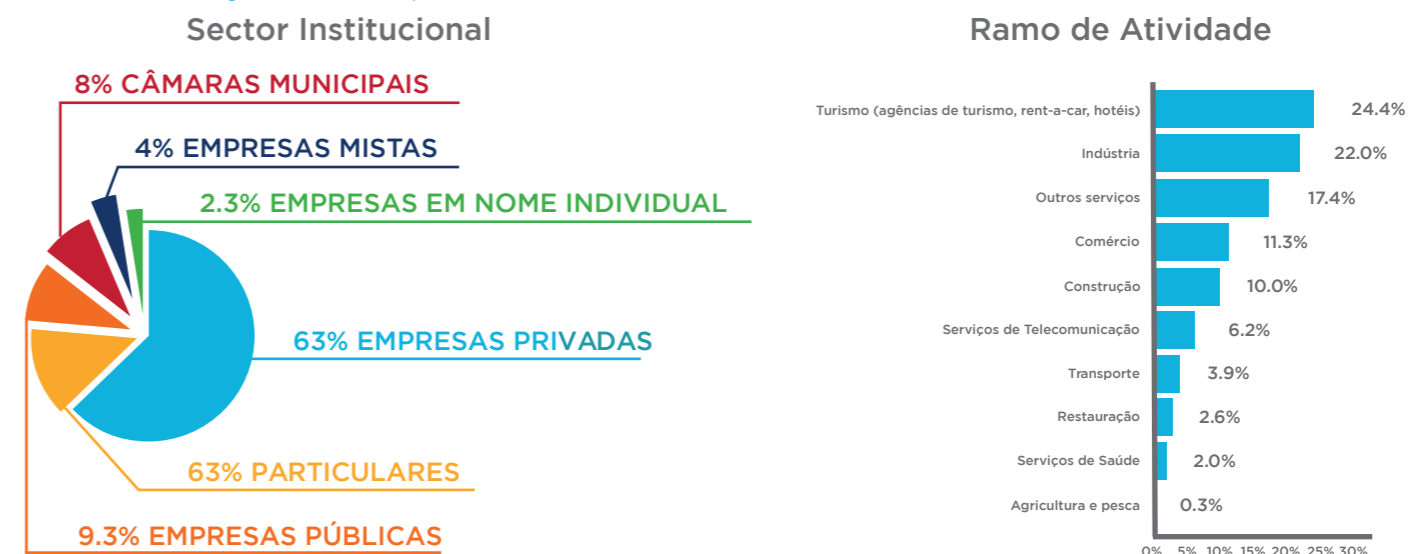 Sector Institucional
8% CÂMARAS MUNICIPAIS
4% EMPRESAS MISTAS
2.3% EMPRESAS EM NOME INDIVIDUAL
63% EMPRESAS PRIVADAS
63% PARTICULARES
9.3% EMPRESAS PÚBLICAS
Ramo de Atividade
Turismo (agências de turismo, rent-a-car, hotéis) 24.4%
Indústria 22.0%
Outros serviços 17.4%
Comércio 11.3%
Construção 10.0%
Serviços de Telecomunicação 6.2%
Transporte 3.9%
Restauração 2.6%
Serviços de Saúde 2.0%
Agricultura e pesca 0.3%
0% 5% 10% 15% 20% 25% 30%